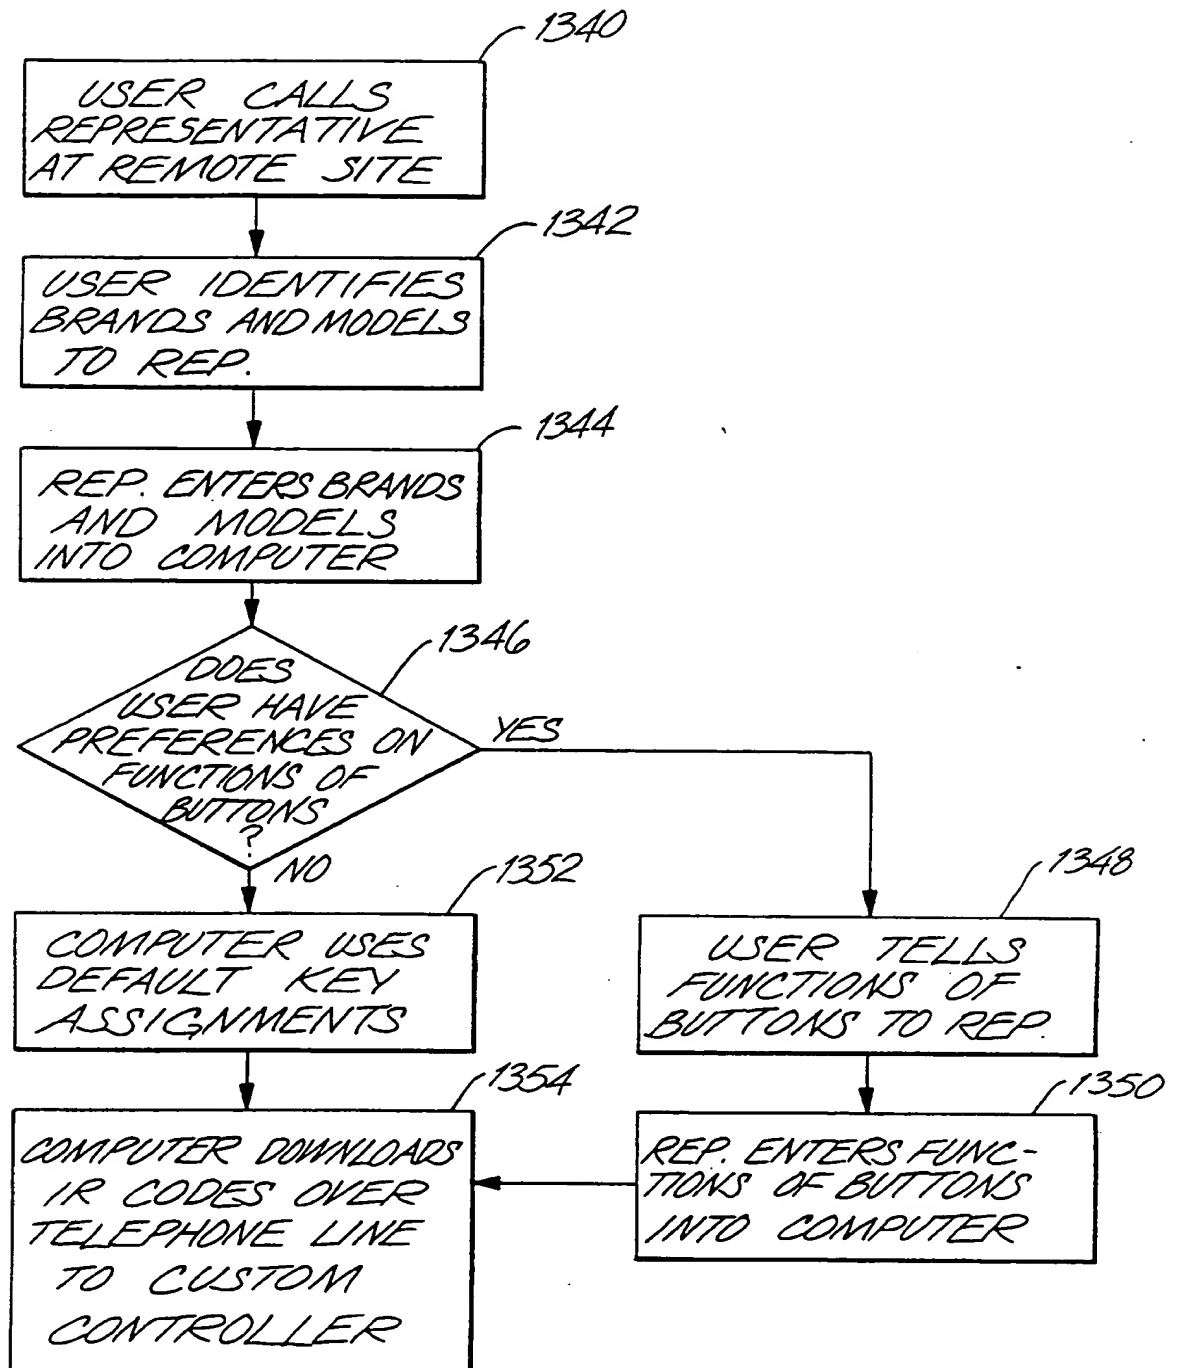 1340
USER CALLS
REPRESENTATIVE
AT REMOTE SITE
1342
USER IDENTIFIES
BRANDS AND MODELS
TO REP.
1344
REP. ENTERS BRANDS
AND MODELS
INTO COMPUTER
1346
DOES
USER HAVE
PREFERENCES ON
FUNCTIONS OF
BUTTONS
?
YES
NO
1352
COMPUTER USES
DEFAULT KEY
ASSIGNMENTS
1348
USER TELLS
FUNCTIONS OF
BUTTONS TO REP.
1354
COMPUTER DOWNLOADS
IR CODES OVER
TELEPHONE LINE
TO CUSTOM
CONTROLLER
1350
REP. ENTERS FUNC-
TIONS OF BUTTONS
INTO COMPUTER